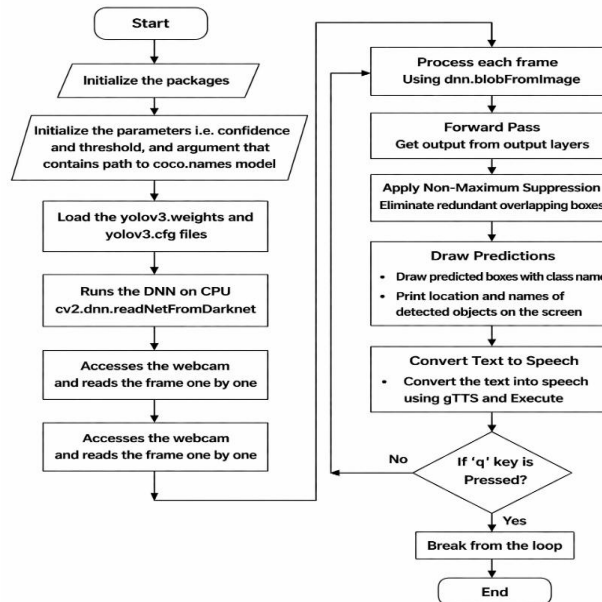 Start
Initialize the packages
Initialize the parameters i.e. confidence
and threshold, and argument that
contains path to coco.names model
Load the yolov3.weights and
yolov3.cfg files
Runs the DNN on CPU
cv2.dnn.readNetFromDarknet
Accesses the webcam
and reads the frame one by one
Accesses the webcam
and reads the frame one by one
Process each frame
Using dnn.blobFromImage
Forward Pass
Get output from output layers
Apply Non-Maximum Suppression
Eliminate redundant overlapping boxes
Draw Predictions
• Draw predicted boxes with class name
• Print location and names of
detected objects on the screen
Convert Text to Speech
• Convert the text into speech
using gTTS and Execute
If ‘q’ key is
Pressed?
No
Yes
Break from the loop
End